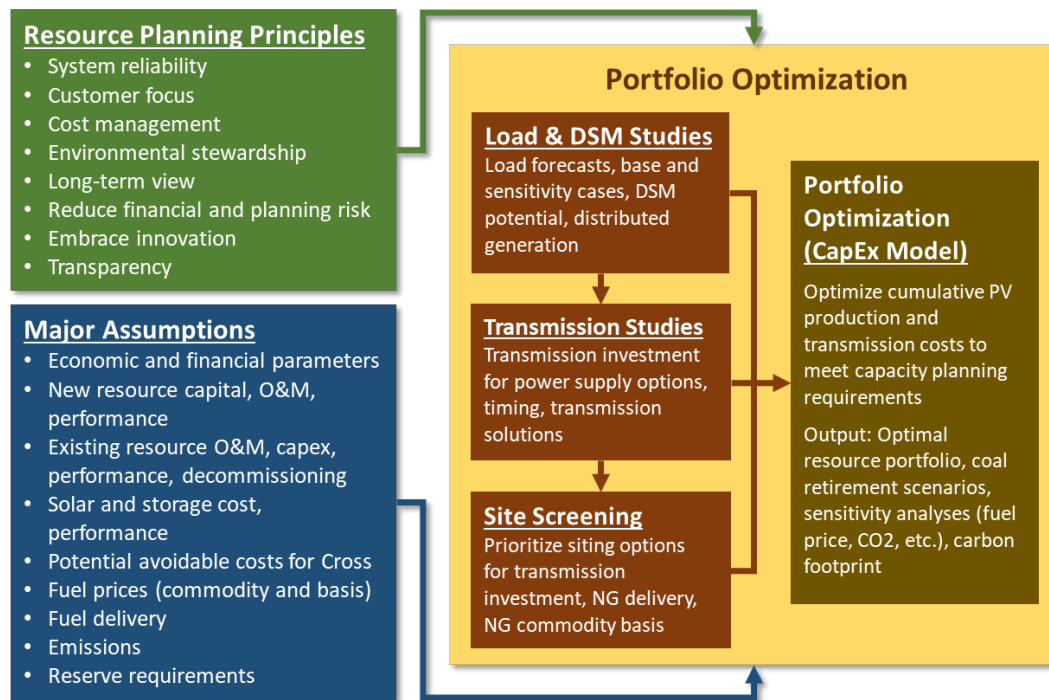 Resource Planning Principles
• System reliability
• Customer focus
• Cost management
• Environmental stewardship
• Long-term view
• Reduce financial and planning risk
• Embrace innovation
• Transparency
Major Assumptions
• Economic and financial parameters
• New resource capital, O&M,
performance
• Existing resource O&M, capex,
performance, decommissioning
• Solar and storage cost,
performance
• Potential avoidable costs for Cross
• Fuel prices (commodity and basis)
• Fuel delivery
• Emissions
• Reserve requirements
Portfolio Optimization
Load & DSM Studies
Load forecasts, base and
sensitivity cases, DSM
potential, distributed
generation
Transmission Studies
Transmission investment
for power supply options,
timing, transmission
solutions
Site Screening
Prioritize siting options
for transmission
investment, NG delivery,
NG commodity basis
Portfolio
Optimization
(CapEx Model)
Optimize cumulative PV
production and
transmission costs to
meet capacity planning
requirements
Output: Optimal
resource portfolio, coal
retirement scenarios,
sensitivity analyses (fuel
price, CO2, etc.), carbon
footprint